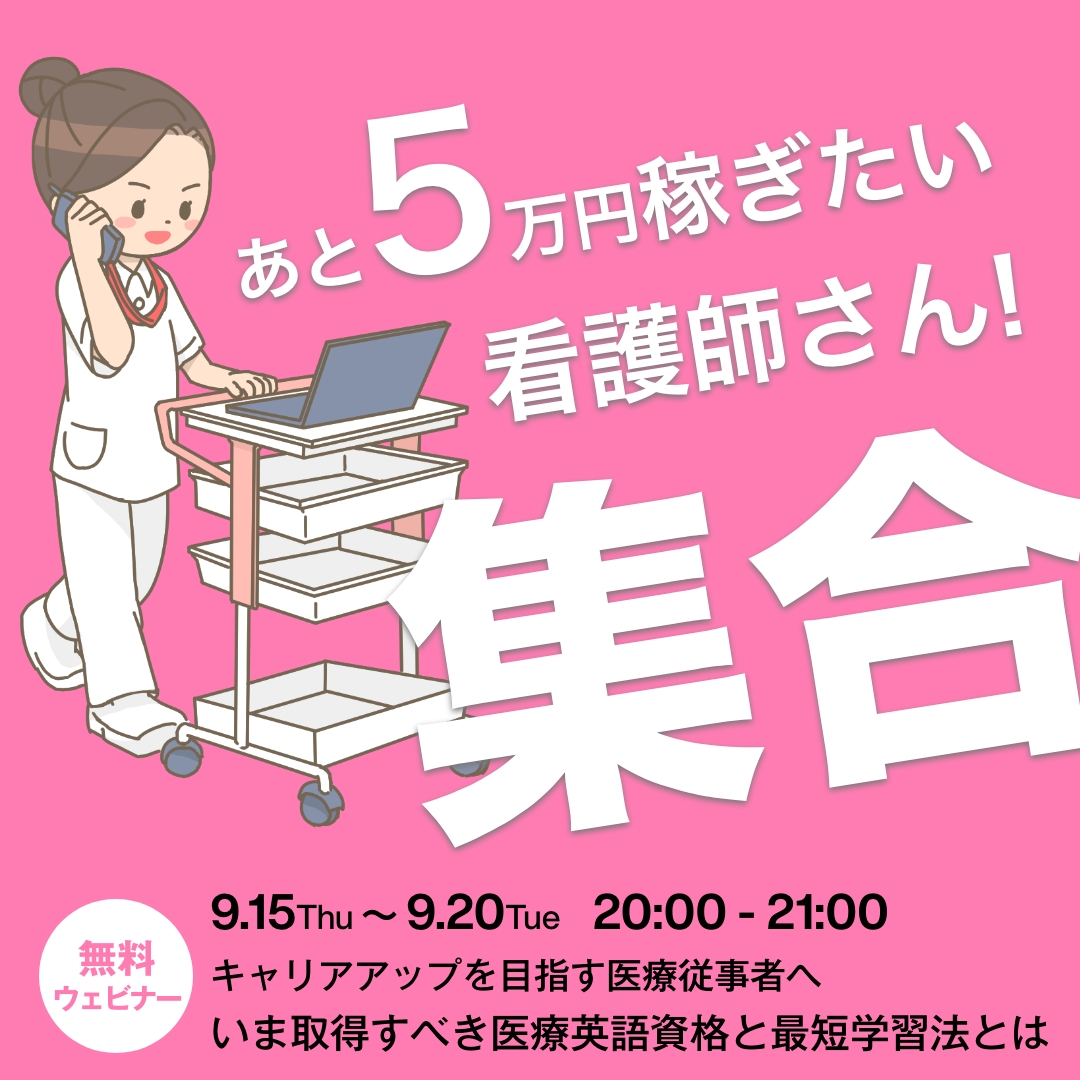 あと5万円稼ぎたい
看護師さん!
集合
9.15Thu ~ 9.20Tue 20:00 - 21:00
無料
ウェビナー
キャリアアップを目指す医療従事者へ
いま取得すべき医療英語資格と最短学習法とは